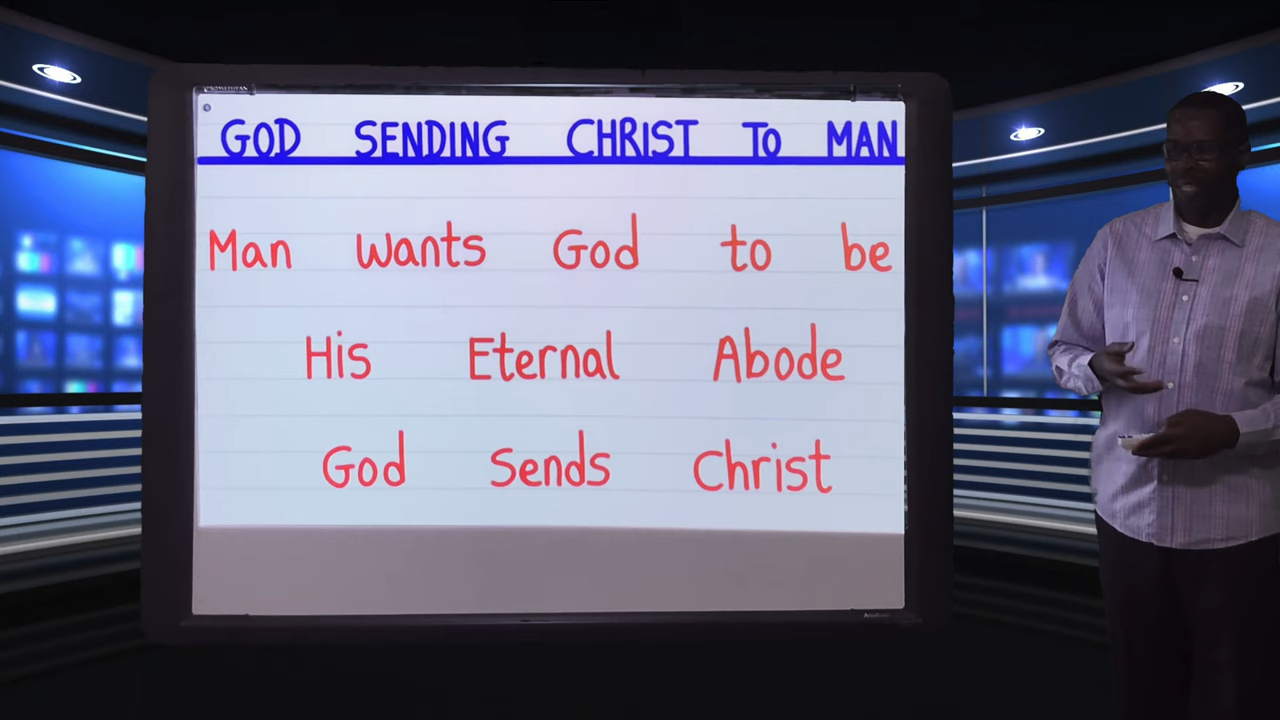 GOD SENDING CHRIST TO MAN
Man wants God to be
His Eternal Abode
God Sends Christ